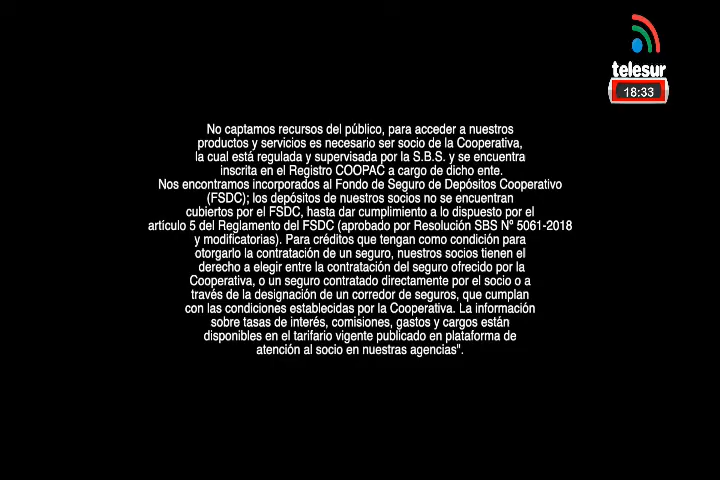 telesur
18:33
No captamos recursos del público, para acceder a nuestros
productos y servicios es necesario ser socio de la Cooperativa,
la cual está regulada y supervisada por la S.B.S. y se encuentra
inscrita en el Registro COOPAC a cargo de dicho ente.
Nos encontramos incorporados al Fondo de Seguro de Depósitos Cooperativo
(FSDC); los depósitos de nuestros socios no se encuentran
cubiertos por el FSDC, hasta dar cumplimiento a lo dispuesto por el
artículo 5 del Reglamento del FSDC (aprobado por Resolución SBS Nº 5061-2018
y modificatorias). Para créditos que tengan como condición para
otorgarlo la contratación de un seguro, nuestros socios tienen el
derecho a elegir entre la contratación del seguro ofrecido por la
Cooperativa, o un seguro contratado directamente por el socio o a
través de la designación de un corredor de seguros, que cumplan
con las condiciones establecidas por la Cooperativa. La información
sobre tasas de interés, comisiones, gastos y cargos están
disponibles en el tarifario vigente publicado en plataforma de
atención al socio en nuestras agencias".